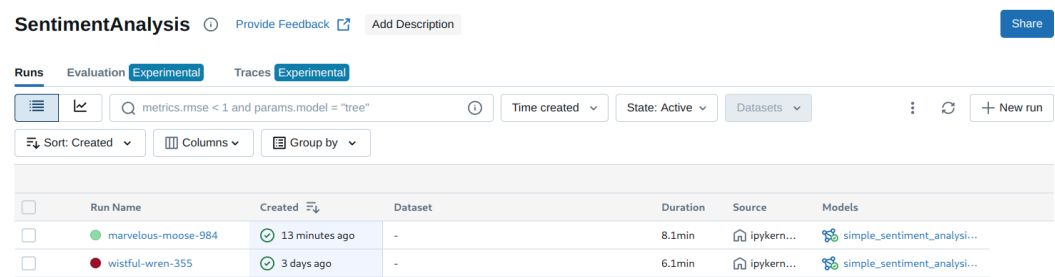 SentimentAnalysis Provide Feedback Add Description Share
Runs Evaluation Experimental Traces Experimental
metrics.rmse < 1 and params.model = "tree" Time created State: Active Datasets New run
Sort: Created Columns Group by
Run Name Created Dataset Duration Source Models
marvelous-moose-984 13 minutes ago - 8.1min ipykern... simple_sentiment_analysi...
wistful-wren-355 3 days ago - 6.1min ipykern... simple_sentiment_analysi...